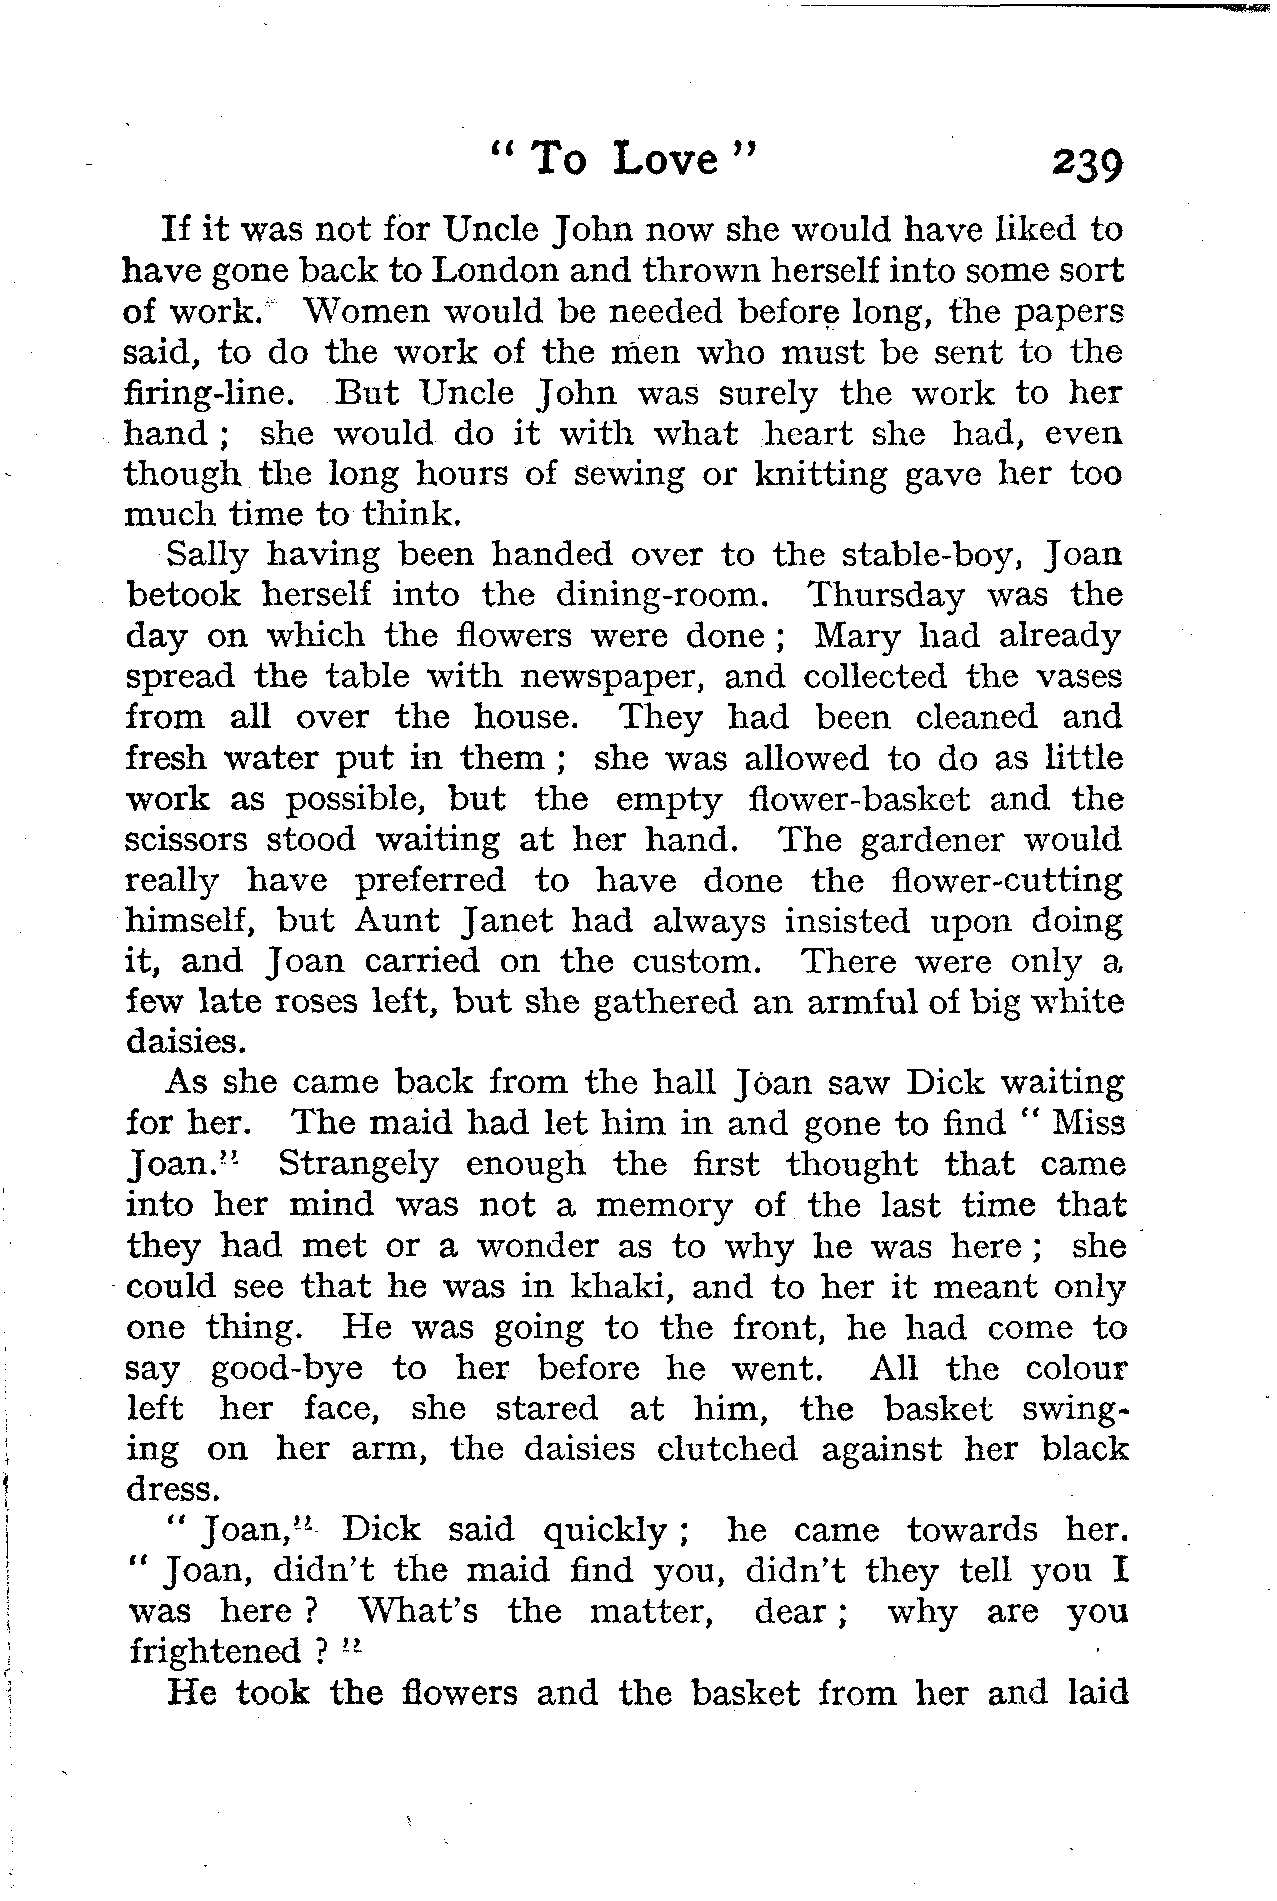 " To Love " 239
If it was not for Uncle John now she would have liked to
have gone back to London and thrown herself into some sort
of work. Women would be needed before long, the papers
said, to do the work of the men who must be sent to the
firing-line. But Uncle John was surely the work to her
hand ; she would do it with what heart she had, even
though the long hours of sewing or knitting gave her too
much time to think.
Sally having been handed over to the stable-boy, Joan
betook herself into the dining-room. Thursday was the
day on which the flowers were done ; Mary had already
spread the table with newspaper, and collected the vases
from all over the house. They had been cleaned and
fresh water put in them ; she was allowed to do as little
work as possible, but the empty flower-basket and the
scissors stood waiting at her hand. The gardener would
really have preferred to have done the flower-cutting
himself, but Aunt Janet had always insisted upon doing
it, and Joan carried on the custom. There were only a
few late roses left, but she gathered an armful of big white
daisies.
As she came back from the hall Joan saw Dick waiting
for her. The maid had let him in and gone to find " Miss
Joan." Strangely enough the first thought that came
into her mind was not a memory of the last time that
they had met or a wonder as to why he was here ; she
could see that he was in khaki, and to her it meant only
one thing. He was going to the front, he had come to
say good-bye to her before he went. All the colour
left her face, she stared at him, the basket swing-
ing on her arm, the daisies clutched against her black
dress.
" Joan," Dick said quickly ; he came towards her.
" Joan, didn't the maid find you, didn't they tell you I
was here ? What's the matter, dear ; why are you
frightened ? "
He took the flowers and the basket from her and laid